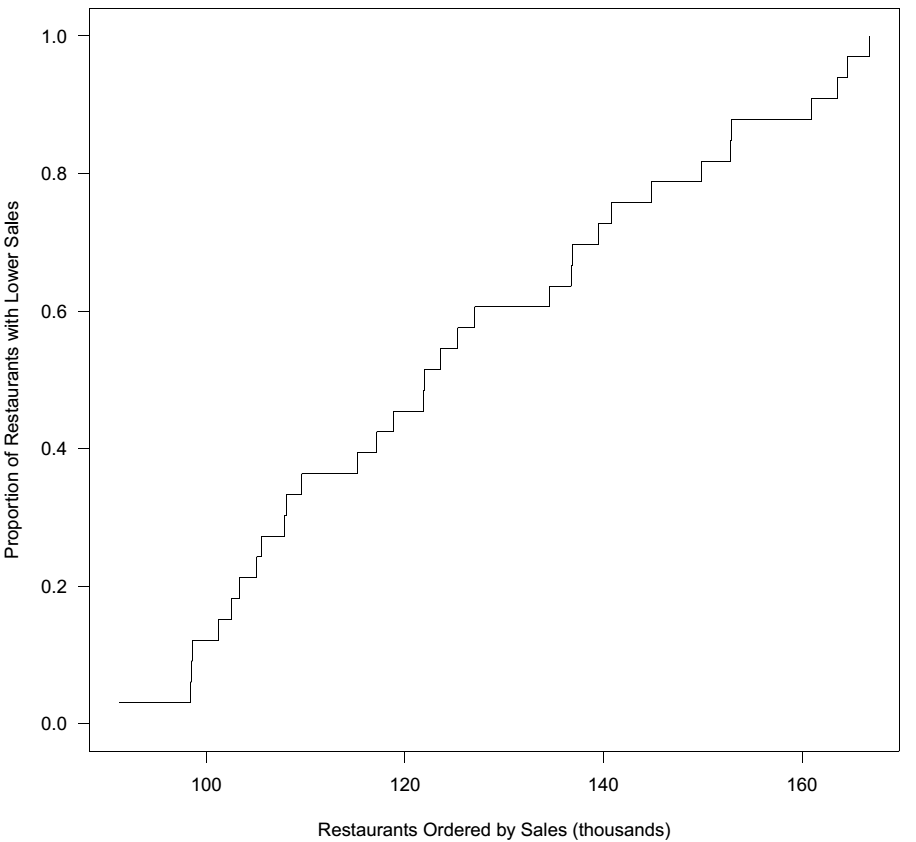 Proportion of Restaurants with Lower Sales
1.0
0.8
0.6
0.4
0.2
0.0
100 120 140 160
Restaurants Ordered by Sales (thousands)